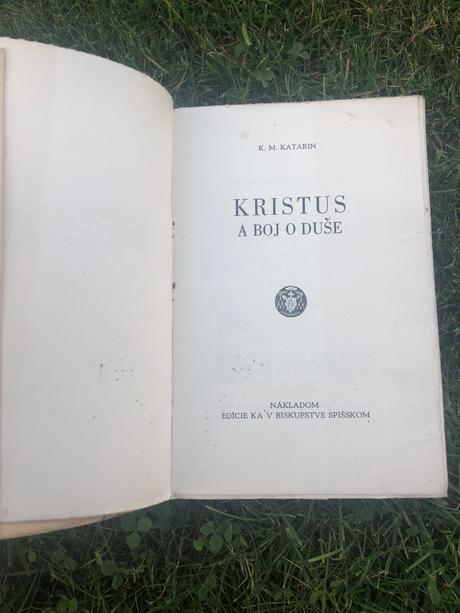 K. M. KATARIN
KRISTUS
A BOJ O DUŠE
NÁKLADOM
EDÍCIE KA V BISKUPSTVE SPIŠSKOM